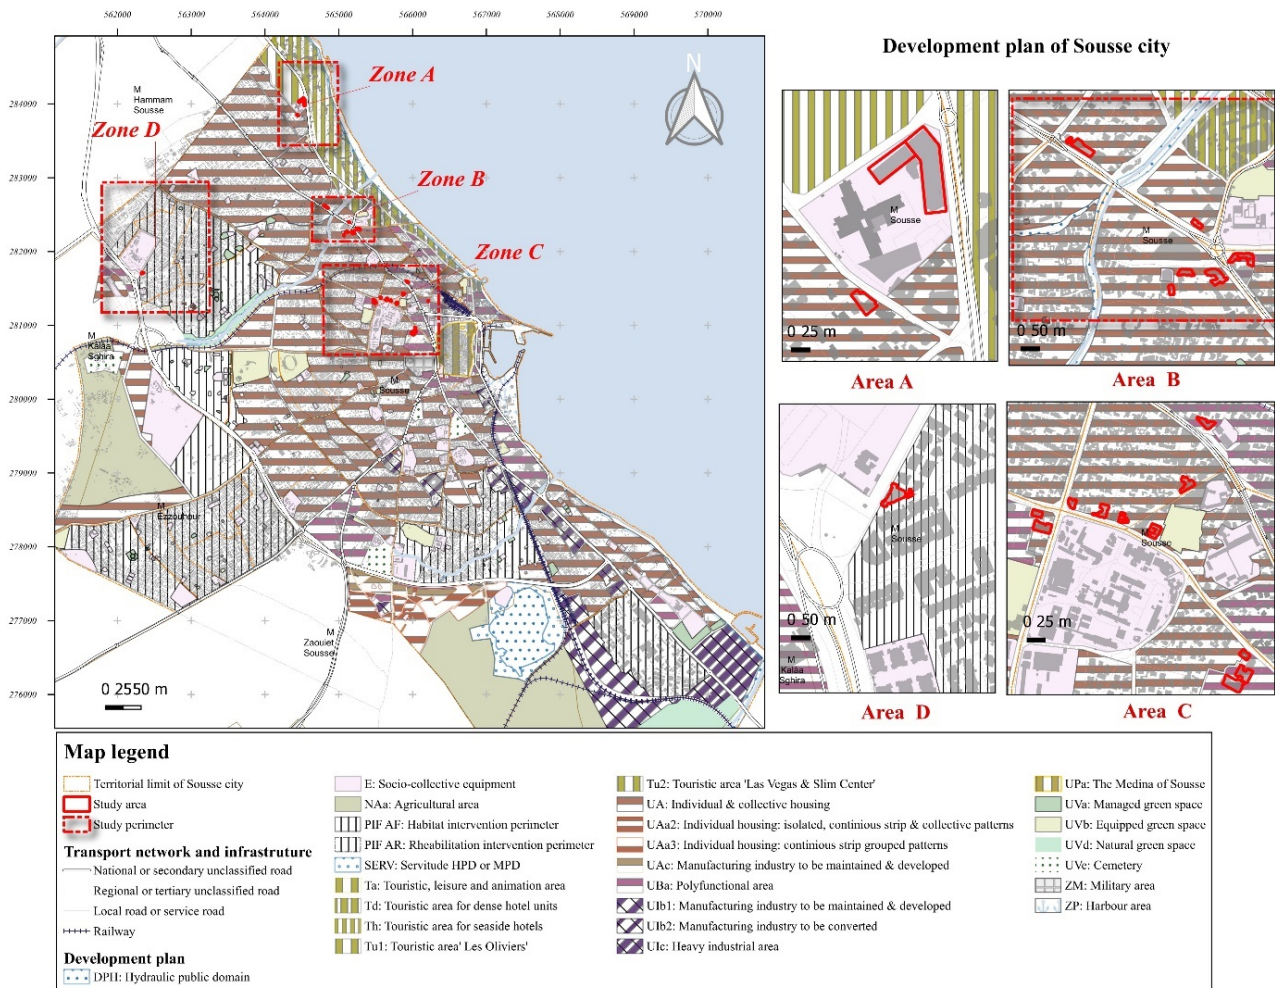 562000 563000 564000 565000 566000 567000 568000 569000 570000
Development plan of Sousse city
N
Zone A
284000
M
Hammam
Sousse
Zone D
283000
Zone B
282000
Zone C
281000
M
Kalaa
Sghira
280000
M
Sousse
279000
M
Ezzouhour
278000
277000
M
Zaouiet
Sousse
276000
0 2550 m
M
Sousse
0 25 m
Area A
M
Sousse
0 50 m
Area B
M
Sousse
0 50 m
M
Kalaa
Sghira
Area D
M
Sousse
0 25 m
Area C
Map legend
Territorial limit of Sousse city
Study area
Study perimeter
Transport network and infrastruture
National or secondary unclassified road
Regional or tertiary unclassified road
Local road or service road
Railway
Development plan
DPH: Hydraulic public domain
E: Socio-collective equipment
NAa: Agricultural area
PIF AF: Habitat intervention perimeter
PIF AR: Rheabilitation intervention perimeter
SERV: Servitude HPD or MPD
Ta: Touristic, leisure and animation area
Td: Touristic area for dense hotel units
Th: Touristic area for seaside hotels
Tu1: Touristic area' Les Oliviers'
Tu2: Touristic area 'Las Vegas & Slim Center'
UA: Individual & collective housing
UAa2: Individual housing: isolated, continious strip & collective patterns
UAa3: Individual housing: continious strip grouped patterns
UAc: Manufacturing industry to be maintained & developed
UBa: Polyfunctional area
UIb1: Manufacturing industry to be maintained & developed
UIb2: Manufacturing industry to be converted
UIc: Heavy industrial area
UPa: The Medina of Sousse
UVa: Managed green space
UVb: Equipped green space
UVd: Natural green space
UVe: Cemetery
ZM: Military area
ZP: Harbour area